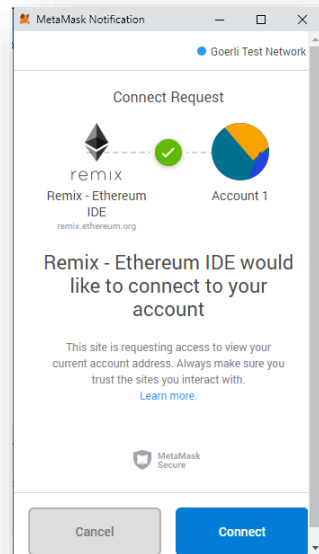 MetaMask Notification
Goerli Test Network
Connect Request
remix
Remix - Ethereum
IDE
remix.ethereum.org
Account 1
Remix - Ethereum IDE would
like to connect to your
account
This site is requesting access to view your
current account address. Always make sure you
trust the sites you interact with.
Learn more.
MetaMask
Secure
Cancel
Connect